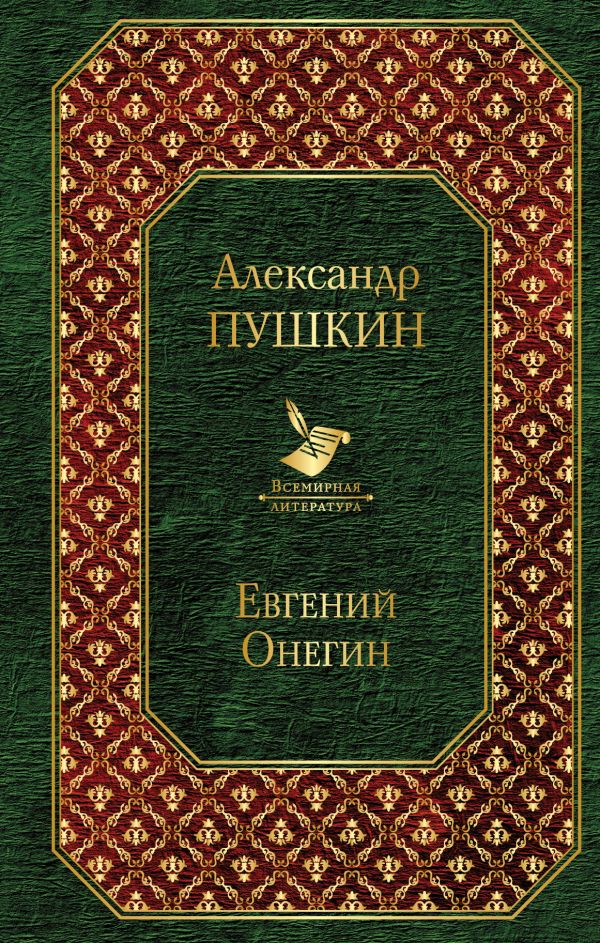 Александр
ПУШКИН
Всемирная
литература
Евгений
Онегин